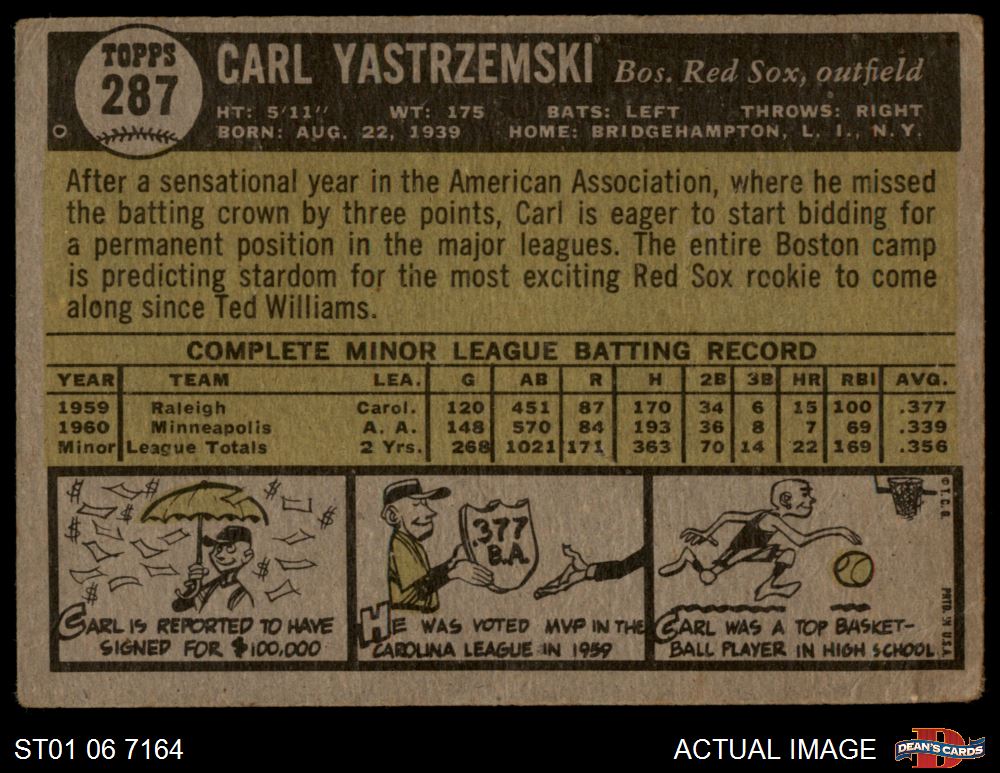 TOPPS
287
CARL YASTRZEMSKI Bos. Red Sox, outfield
HT: 5'11" WT: 175 BATS: LEFT THROWS: RIGHT
BORN: AUG. 22, 1939 HOME: BRIDGEHAMPTON, L. I., N. Y.
After a sensational year in the American Association, where he missed
the batting crown by three points, Carl is eager to start bidding for
a permanent position in the major leagues. The entire Boston camp
is predicting stardom for the most exciting Red Sox rookie to come
along since Ted Williams.
COMPLETE MINOR LEAGUE BATTING RECORD
YEAR TEAM LEA. G AB R H 2B 3B HR RBI AVG.
1959 Raleigh Carol. 120 451 87 170 34 6 15 100 .377
1960 Minneapolis A. A. 148 570 84 193 36 8 7 69 .339
Minor League Totals 2 Yrs. 268 1021 171 363 70 14 22 169 .356
$ $ $ $ $
CARL IS REPORTED TO HAVE
SIGNED FOR $100,000
.377
B.A.
HE WAS VOTED MVP IN THE
CAROLINA LEAGUE IN 1959
CARL WAS A TOP BASKET-
BALL PLAYER IN HIGH SCHOOL
© T.C.G.
PRTD. IN U.S.A.
ST01 06 7164
ACTUAL IMAGE
D
DEAN'S CARDS